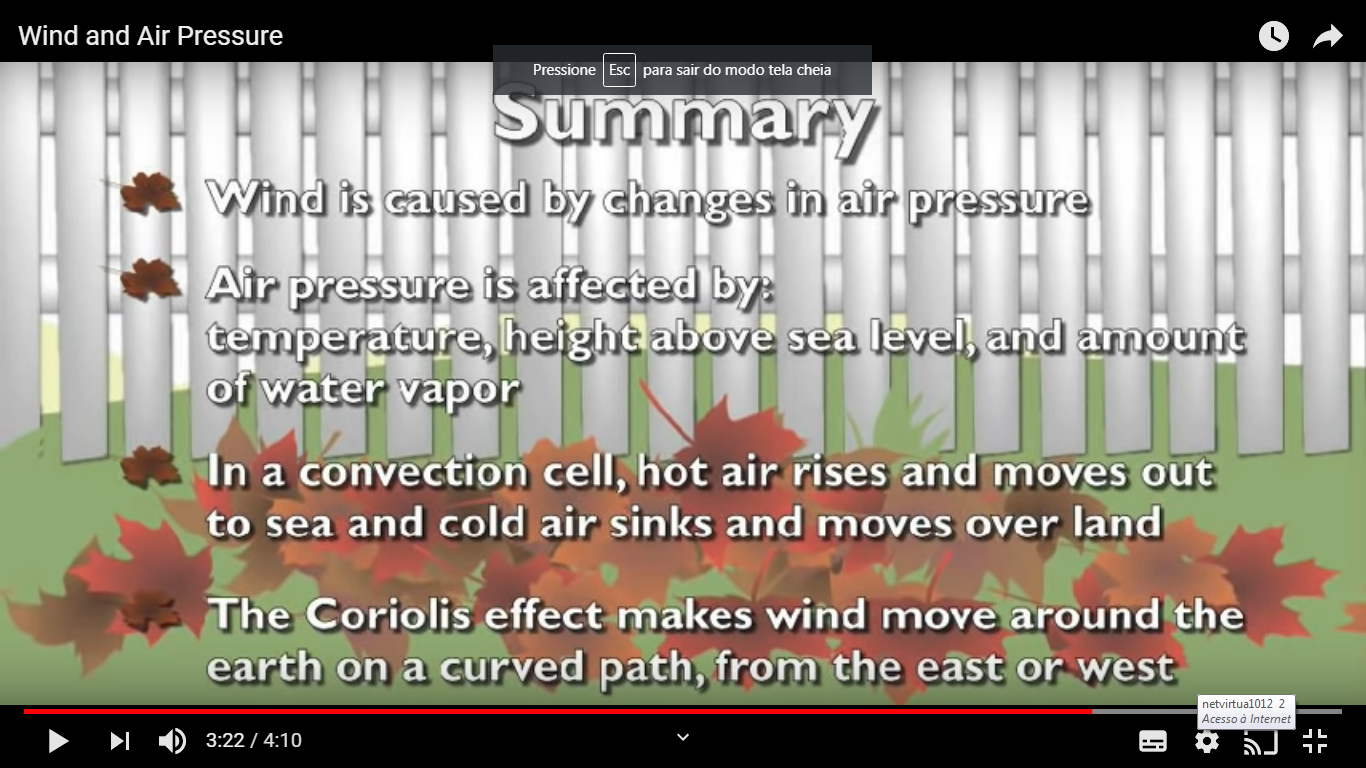 Wind and Air Pressure
Pressione Esc para sair do modo tela cheia
Summary
Wind is caused by changes in air pressure
Air pressure is affected by:
temperature, height above sea level, and amount
of water vapor
In a convection cell, hot air rises and moves out
to sea and cold air sinks and moves over land
The Coriolis effect makes wind move around the
earth on a curved path, from the east or west
netvirtua1012 2
Acesso à Internet
3:22 / 4:10